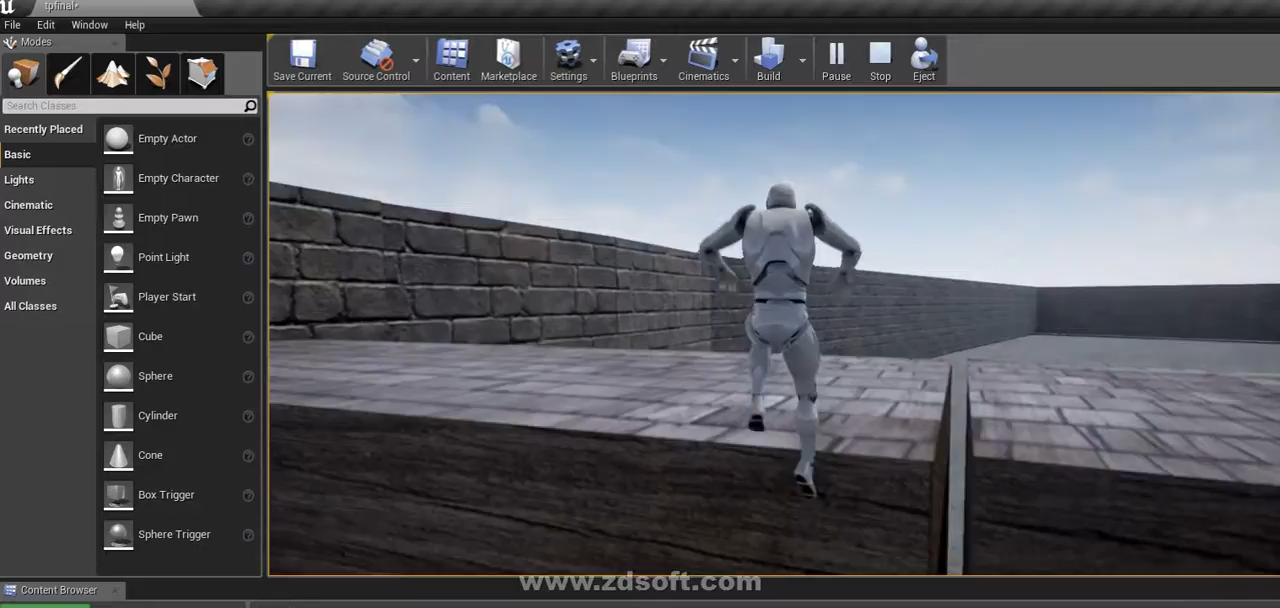 tpfinal*
File Edit Window Help
Modes
Save Current Source Control Content Marketplace Settings Blueprints Cinematics Build Pause Stop Eject
Search Classes
Recently Placed
Basic
Lights
Cinematic
Visual Effects
Geometry
Volumes
All Classes
Empty Actor
Empty Character
Empty Pawn
Point Light
Player Start
Cube
Sphere
Cylinder
Cone
Box Trigger
Sphere Trigger
www.zdsoft.com
Content Browser